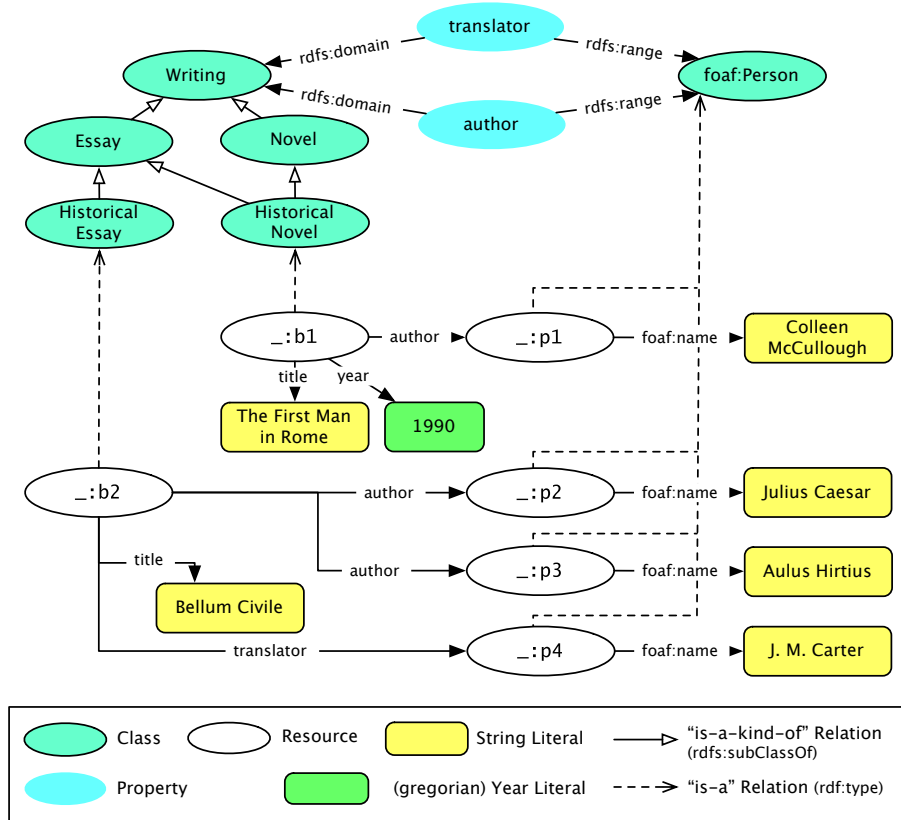 translator
rdfs:domain
rdfs:range
Writing
foaf:Person
rdfs:domain
rdfs:range
author
Essay
Novel
Historical
Essay
Historical
Novel
_:b1
author
_:p1
foaf:name
Colleen
McCullough
title
year
The First Man
in Rome
1990
_:b2
author
_:p2
foaf:name
Julius Caesar
title
author
_:p3
foaf:name
Aulus Hirtius
Bellum Civile
translator
_:p4
foaf:name
J. M. Carter
Class
Resource
String Literal
“is-a-kind-of” Relation
(rdfs:subClassOf)
Property
(gregorian) Year Literal
“is-a” Relation (rdf:type)